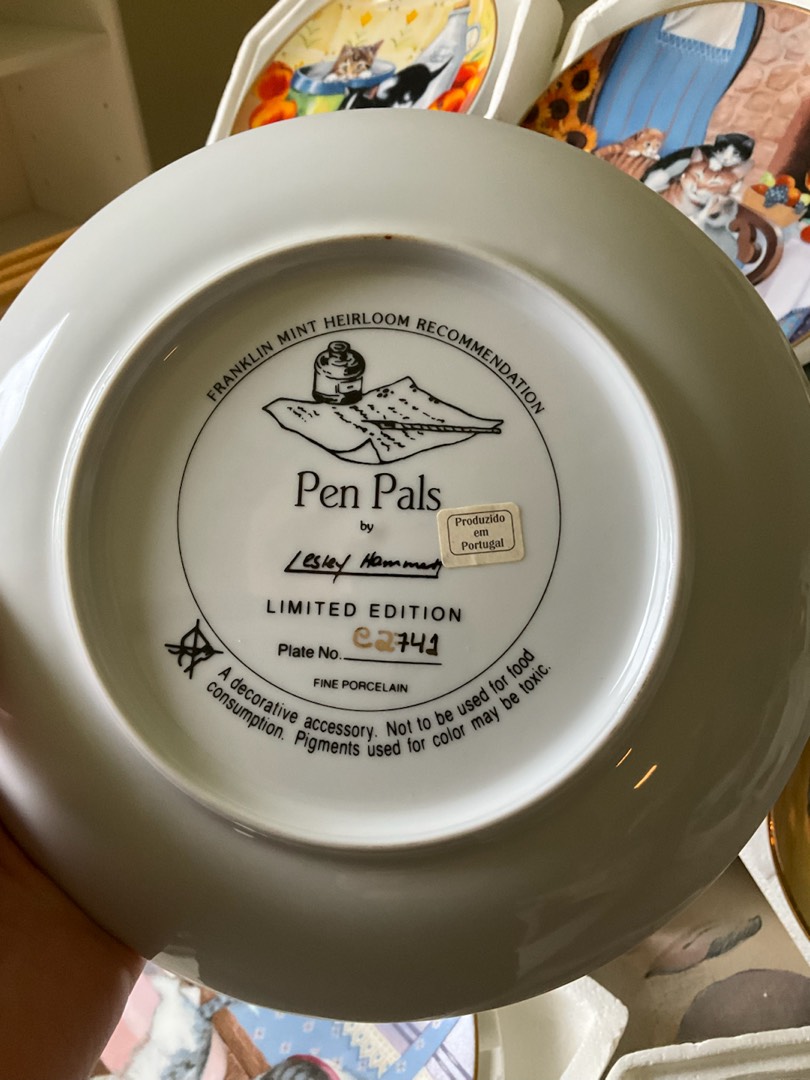 FRANKLIN MINT HEIRLOOM RECOMMENDATION
Pen Pals
by
Lesley Hammett
Produzido
em
Portugal
LIMITED EDITION
Plate No. C2741
FINE PORCELAIN
A decorative accessory. Not to be used for food
consumption. Pigments used for color may be toxic.